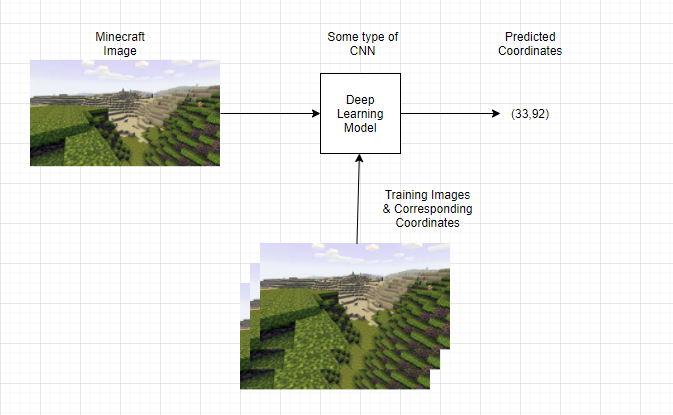 Minecraft
Image
Some type of
CNN
Predicted
Coordinates
Deep
Learning
Model
(33,92)
Training Images
& Corresponding
Coordinates